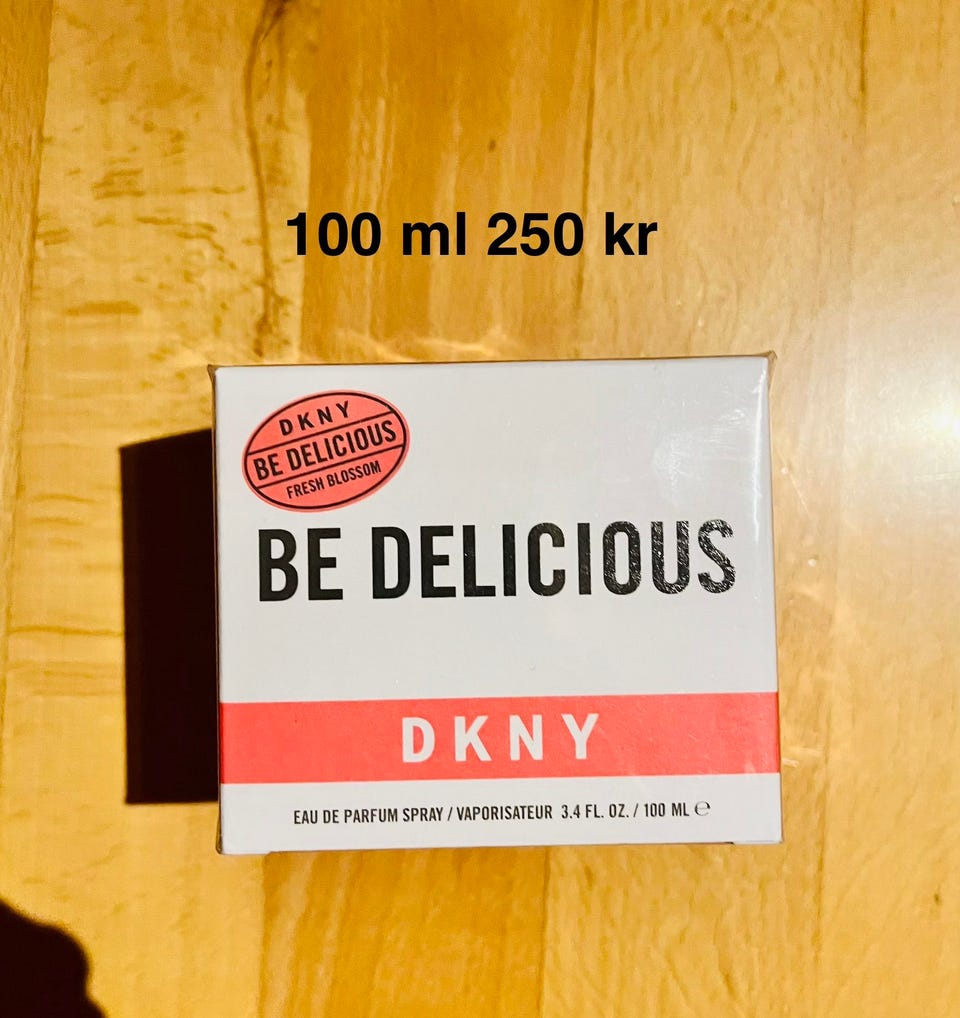 100 ml 250 kr
DKNY
BE DELICIOUS
FRESH BLOSSOM
BE DELICIOUS
DKNY
EAU DE PARFUM SPRAY / VAPORISATEUR 3.4 FL. OZ. / 100 ML ℮